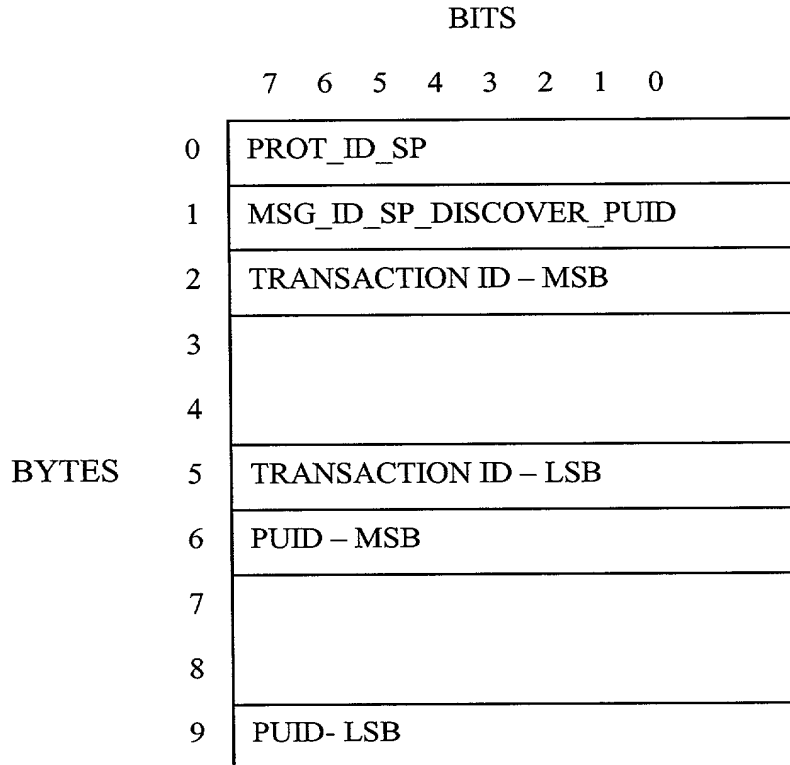 BITS
7 6 5 4 3 2 1 0
0 PROT_ID_SP
1 MSG_ID_SP_DISCOVER_PUID
2 TRANSACTION ID – MSB
3
4
BYTES 5 TRANSACTION ID – LSB
6 PUID – MSB
7
8
9 PUID- LSB